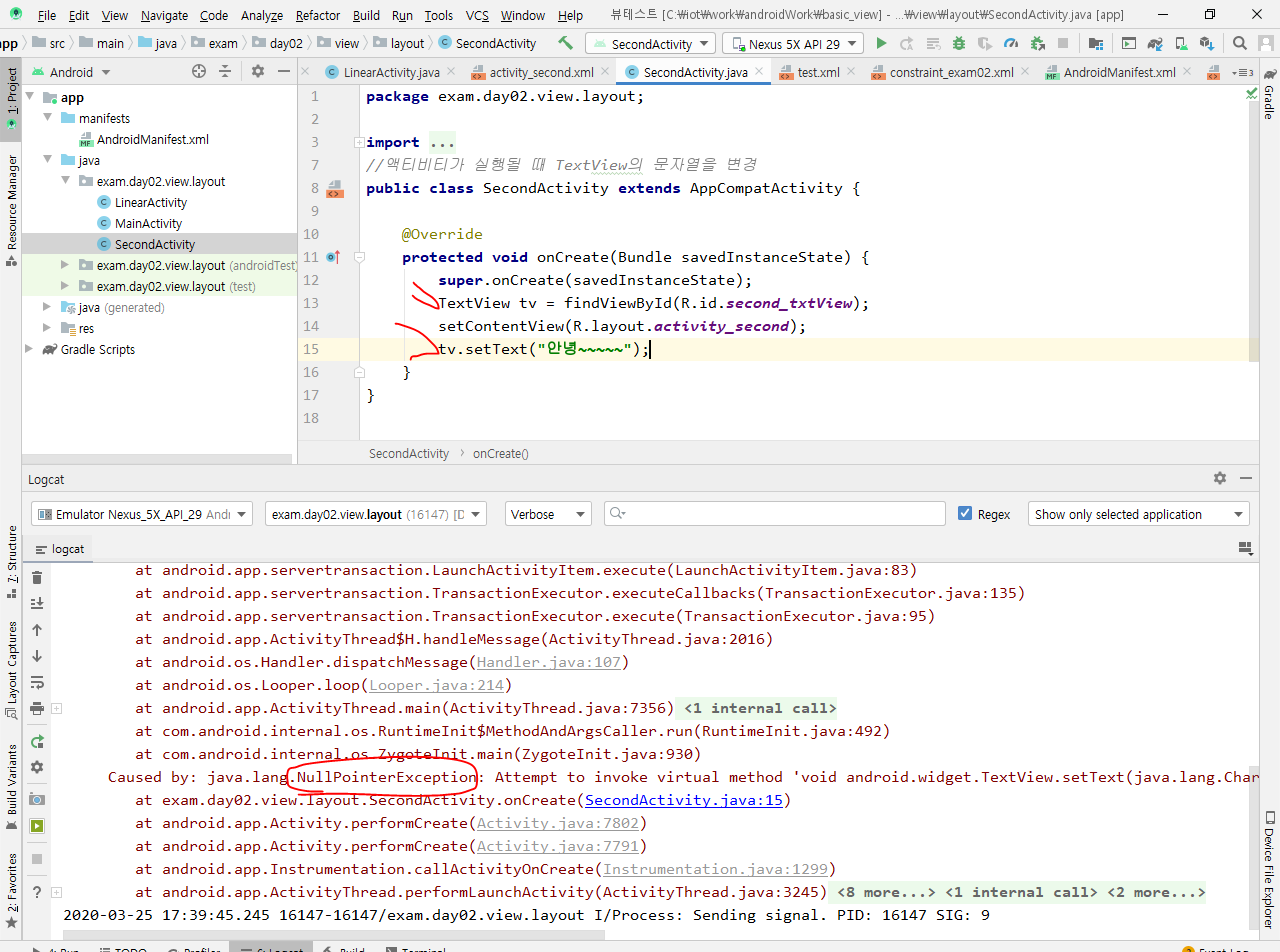 File Edit View Navigate Code Analyze Refactor Build Run Tools VCS Window Help 뷰테스트 [C:₩iot₩work₩androidWork₩basic_view] - ...₩view₩layout₩SecondActivity.java [app]
app src main java exam day02 view layout SecondActivity SecondActivity Nexus 5X API 29
Android LinearActivity.java activity_second.xml SecondActivity.java test.xml constraint_exam02.xml AndroidManifest.xml 3
1: Project
Resource Manager
7: Structure
Layout Captures
Build Variants
2: Favorites
app
manifests
AndroidManifest.xml
java
exam.day02.view.layout
LinearActivity
MainActivity
SecondActivity
exam.day02.view.layout (androidTest)
exam.day02.view.layout (test)
java (generated)
res
Gradle Scripts
1 package exam.day02.view.layout;
2
3 import ...
7 //액티비티가 실행될 때 TextView의 문자열을 변경
8 public class SecondActivity extends AppCompatActivity {
9
10 @Override
11 protected void onCreate(Bundle savedInstanceState) {
12 super.onCreate(savedInstanceState);
13 TextView tv = findViewById(R.id.second_txtView);
14 setContentView(R.layout.activity_second);
15 tv.setText("안녕~~~~~");
16 }
17 }
18
SecondActivity › onCreate()
Gradle
Device File Explorer
Logcat
Emulator Nexus_5X_API_29 Andr exam.day02.view.layout (16147) [D Verbose Regex Show only selected application
logcat
at android.app.servertransaction.LaunchActivityItem.execute(LaunchActivityItem.java:83)
at android.app.servertransaction.TransactionExecutor.executeCallbacks(TransactionExecutor.java:135)
at android.app.servertransaction.TransactionExecutor.execute(TransactionExecutor.java:95)
at android.app.ActivityThread$H.handleMessage(ActivityThread.java:2016)
at android.os.Handler.dispatchMessage(Handler.java:107)
at android.os.Looper.loop(Looper.java:214)
at android.app.ActivityThread.main(ActivityThread.java:7356) <1 internal call>
at com.android.internal.os.RuntimeInit$MethodAndArgsCaller.run(RuntimeInit.java:492)
at com.android.internal.os.ZygoteInit.main(ZygoteInit.java:930)
Caused by: java.lang.NullPointerException: Attempt to invoke virtual method 'void android.widget.TextView.setText(java.lang.Char
at exam.day02.view.layout.SecondActivity.onCreate(SecondActivity.java:15)
at android.app.Activity.performCreate(Activity.java:7802)
at android.app.Activity.performCreate(Activity.java:7791)
at android.app.Instrumentation.callActivityOnCreate(Instrumentation.java:1299)
at android.app.ActivityThread.performLaunchActivity(ActivityThread.java:3245) <8 more...> <1 internal call> <2 more...>
2020-03-25 17:39:45.245 16147-16147/exam.day02.view.layout I/Process: Sending signal. PID: 16147 SIG: 9
4: Run TODO Profiler 6: Logcat Build Terminal 2 Event Log